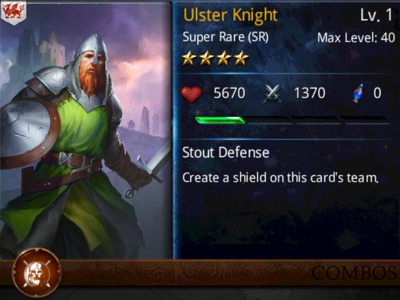 Ulster Knight Lv. 1
Super Rare (SR) Max Level: 40
5670 1370 0
Stout Defense
Create a shield on this card's team,
COMBOS